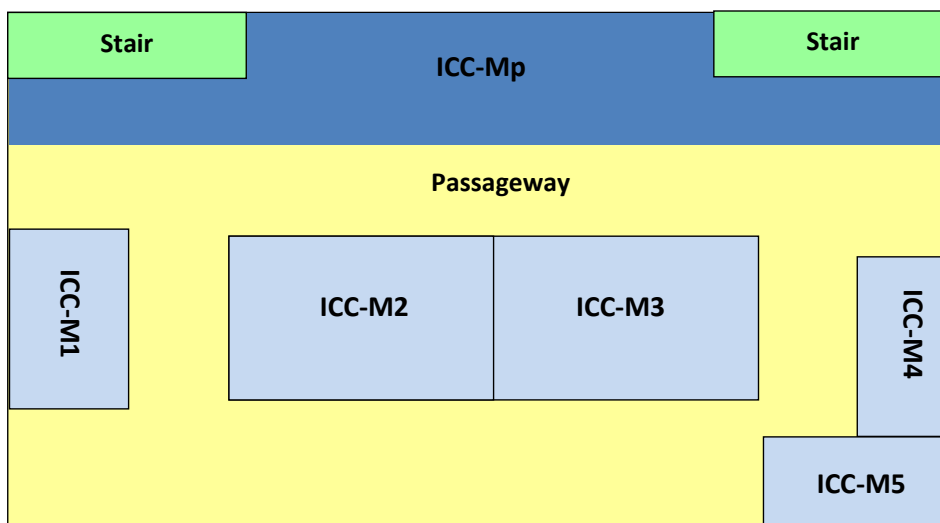 Stair
Stair
ICC-Mp
Passageway
ICC-M1
ICC-M2
ICC-M3
ICC-M4
ICC-M5